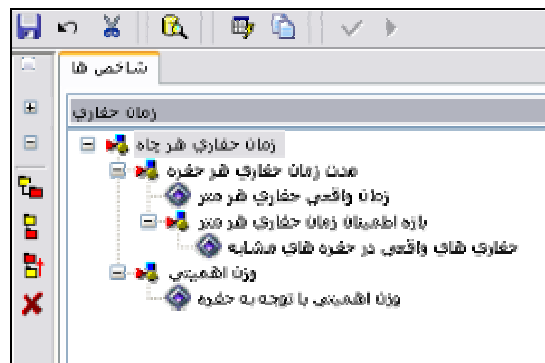 شاخص ها
زمان حفاري
زمان حفاري هر چاه
مدت زمان حفاري هر حفره
زمان واقعي حفاري هر متر
بازه اطمينان زمان حفاري هر متر
حفاري هاي واقعي در حفره هاي مشابه
وزن اهميتي
وزن اهميتي با توجه به حفره